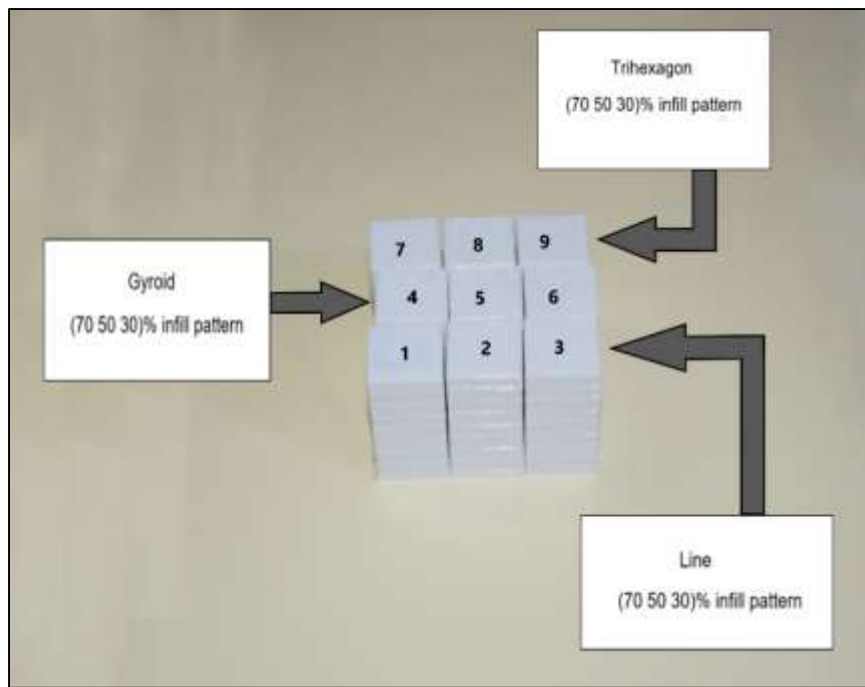 Trihexagon
(70 50 30)% infill pattern
Gyroid
(70 50 30)% infill pattern
7 8 9
4 5 6
1 2 3
Line
(70 50 30)% infill pattern